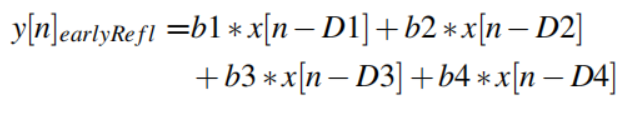 y[n]earlyRefl =b1∗x[n−D1]+b2∗x[n−D2]
+b3∗x[n−D3]+b4∗x[n−D4]